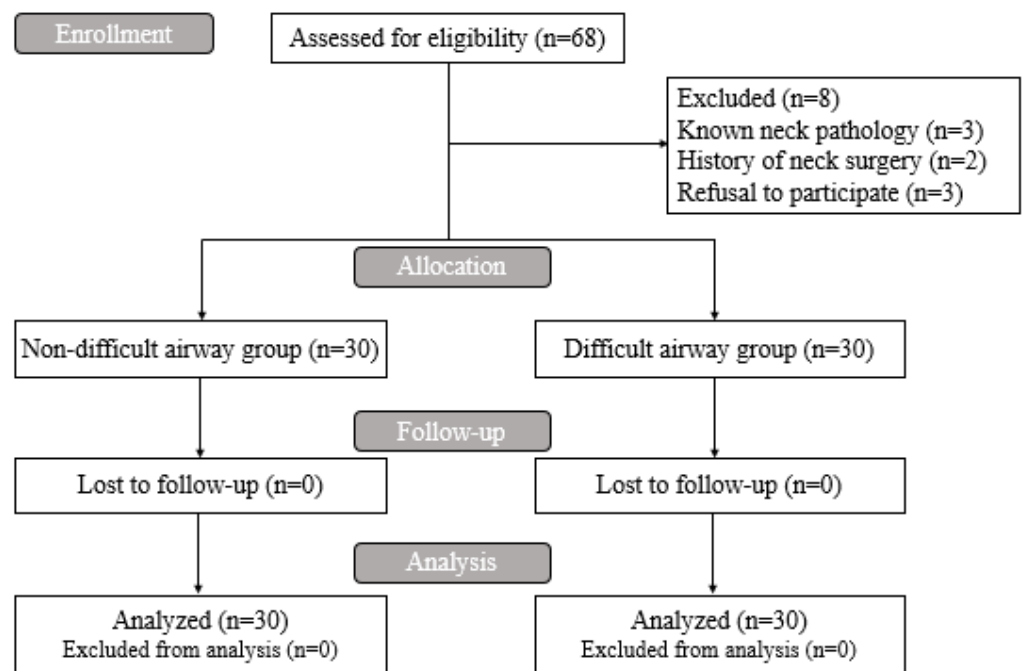 Enrollment
Assessed for eligibility (n=68)
Excluded (n=8)
Known neck pathology (n=3)
History of neck surgery (n=2)
Refusal to participate (n=3)
Allocation
Non-difficult airway group (n=30)
Difficult airway group (n=30)
Follow-up
Lost to follow-up (n=0)
Lost to follow-up (n=0)
Analysis
Analyzed (n=30)
Excluded from analysis (n=0)
Analyzed (n=30)
Excluded from analysis (n=0)